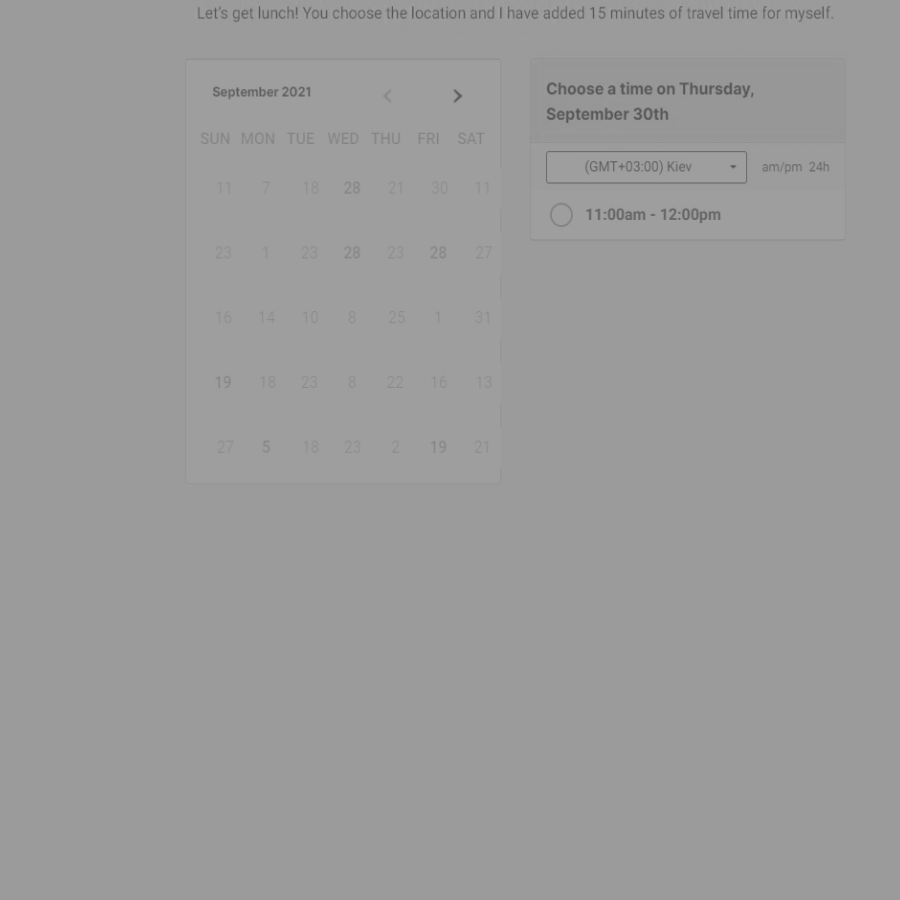 Let's get lunch! You choose the location and I have added 15 minutes of travel time for myself.
September 2021
SUN MON TUE WED THU FRI SAT
11 7 18 28 21 30 11
23 1 23 28 23 28 27
16 14 10 8 25 1 31
19 18 23 8 22 16 13
27 5 18 23 2 19 21
Choose a time on Thursday,
September 30th
(GMT+03:00) Kiev am/pm 24h
11:00am - 12:00pm